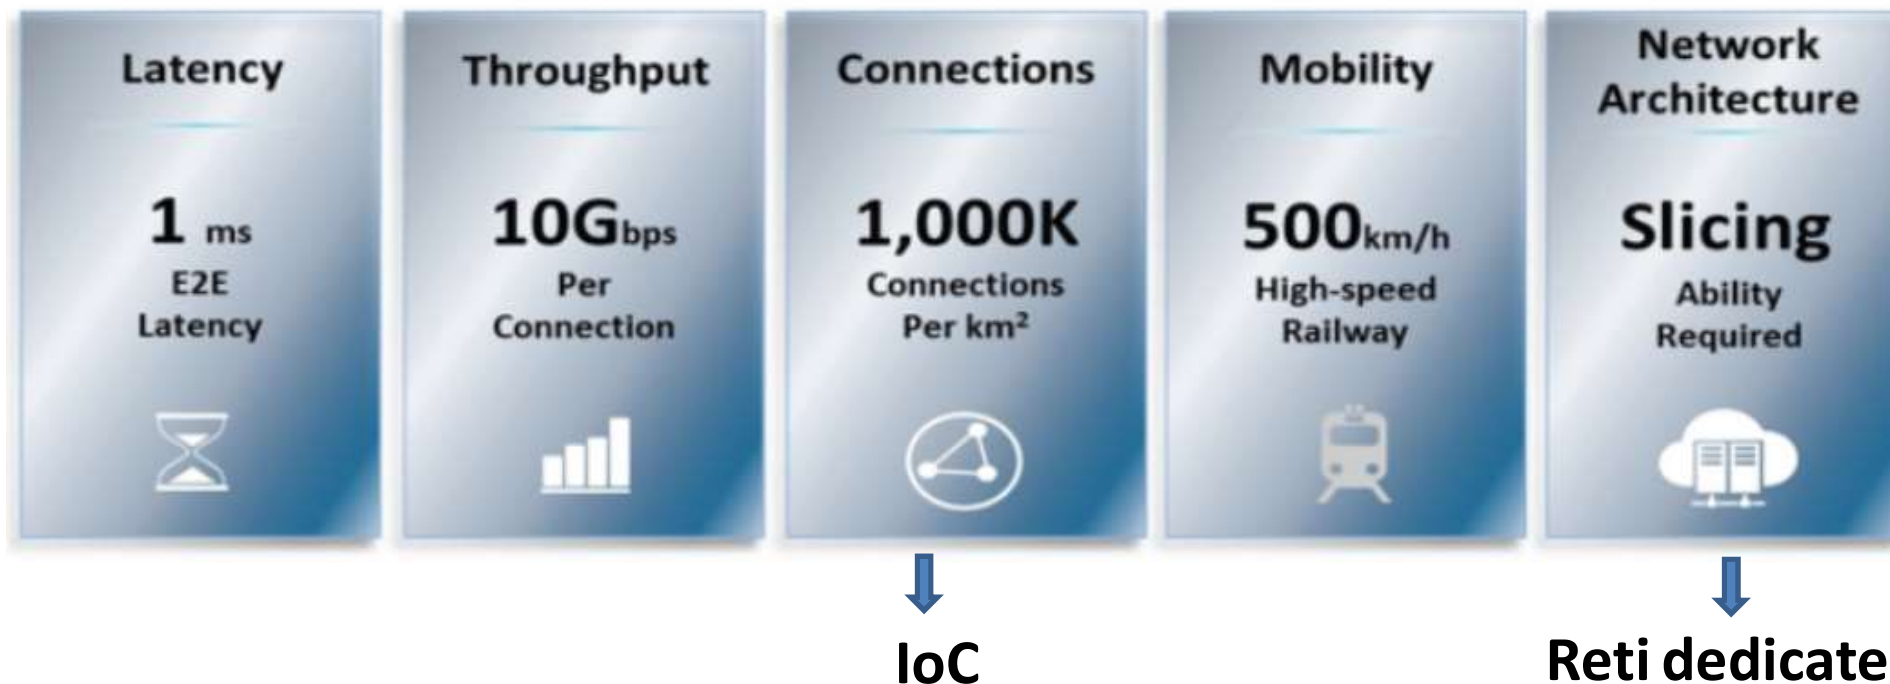 Latency
1 ms
E2E
Latency
Throughput
10Gbps
Per
Connection
Connections
1,000K
Connections
Per km²
Mobility
500km/h
High-speed
Railway
Network
Architecture
Slicing
Ability
Required
IoC
Reti dedicate